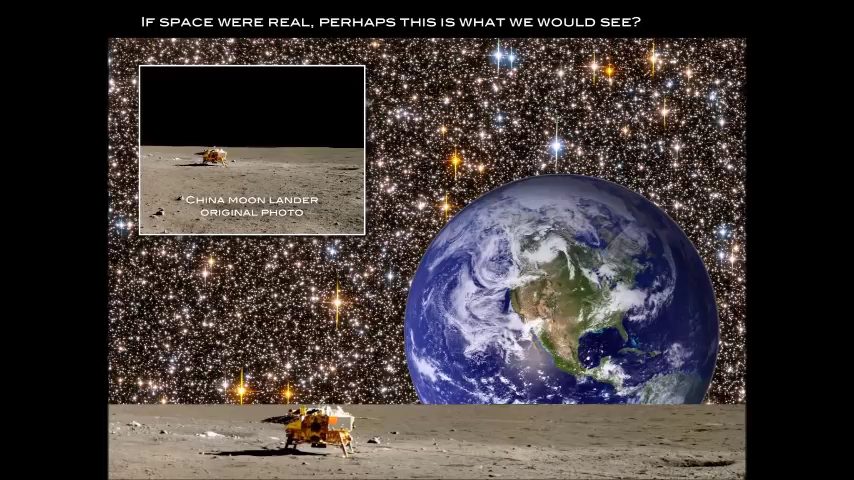 If space were real, perhaps this is what we would see?
*China moon lander
original photo